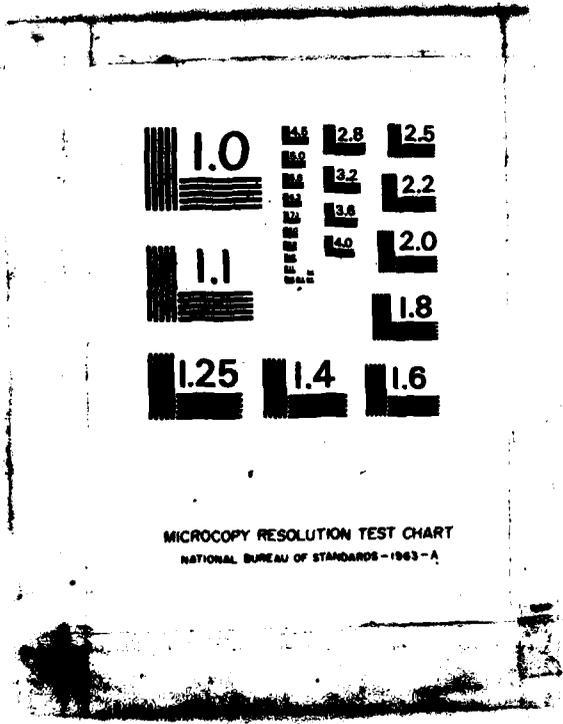 1.0
4.5 2.8 2.5
5.0
3.2 2.2
3.6
4.0 2.0
1.1
1.8
1.25 1.4 1.6
MICROCOPY RESOLUTION TEST CHART
NATIONAL BUREAU OF STANDARDS-1963-A